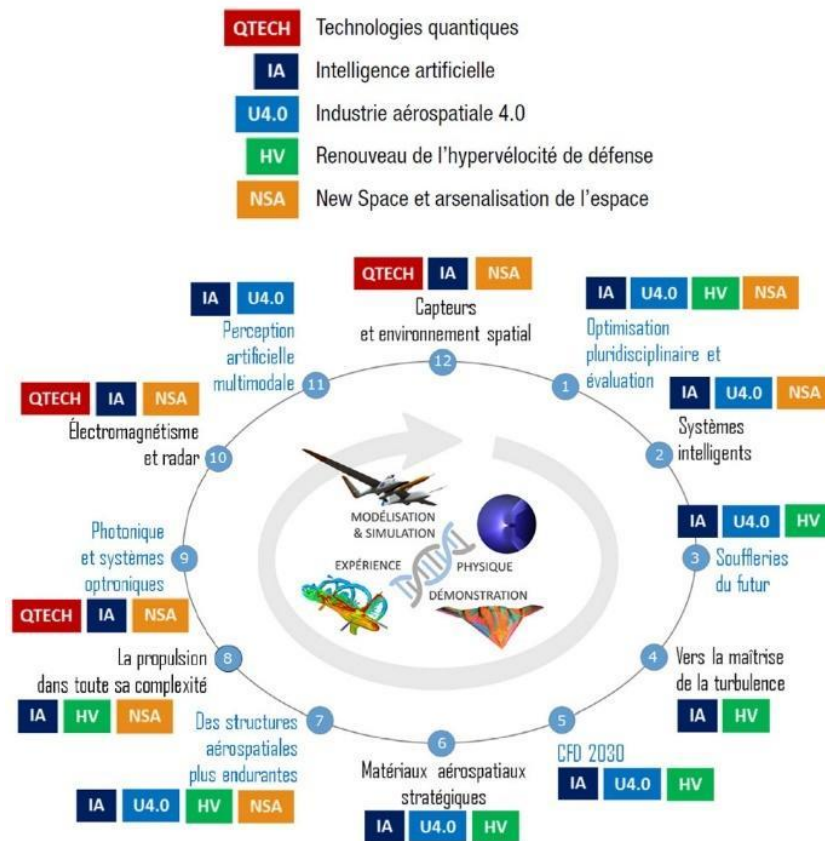 QTECH Technologies quantiques
IA Intelligence artificielle
U4.0 Industrie aérospatiale 4.0
HV Renouveau de l'hypervélocité de défense
NSA New Space et arsenalisation de l'espace
QTECH IA NSA
Capteurs
et environnement spatial
12
IA U4.0 HV NSA
Optimisation
pluridisciplinaire et
évaluation
1
IA U4.0 NSA
Systèmes
intelligents
2
IA U4.0 HV
Souffleries
du futur
3
Vers la maîtrise
de la turbulence
4
IA HV
CFD 2030
5
IA U4.0 HV
6
Matériaux aérospatiaux
stratégiques
IA U4.0 HV
7
Des structures
aérospatiales
plus endurantes
IA U4.0 HV NSA
8
La propulsion
dans toute sa complexité
IA HV NSA
9
Photonique
et systèmes
optroniques
QTECH IA NSA
QTECH IA NSA
Électromagnétisme
et radar
10
IA U4.0
Perception
artificielle
multimodale
11
MODÉLISATION
& SIMULATION
EXPÉRIENCE
PHYSIQUE
DÉMONSTRATION